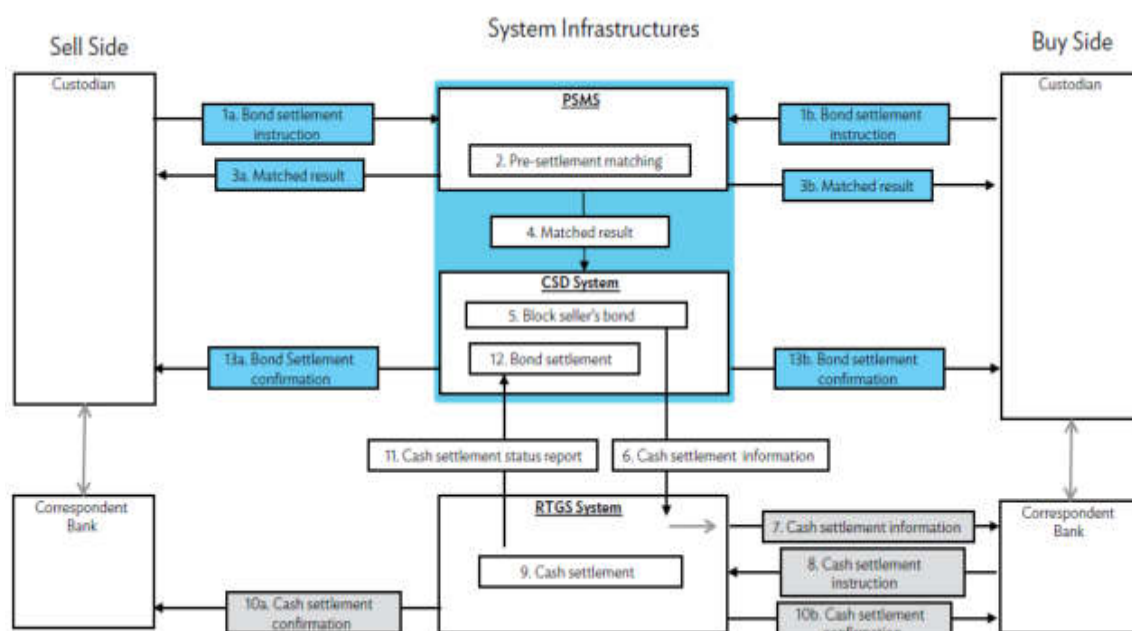 System Infrastructures
Sell Side
Buy Side
Custodian
PSMS
Custodian
1a. Bond settlement
instruction
1b. Bond settlement
instruction
2. Pre-settlement matching
3a. Matched result
3b. Matched result
4. Matched result
CSD System
5. Block seller's bond
12. Bond settlement
13a. Bond Settlement
confirmation
13b. Bond settlement
confirmation
11. Cash settlement status report
6. Cash settlement information
Correspondent
Bank
RTGS System
Correspondent
Bank
7. Cash settlement information
8. Cash settlement
instruction
9. Cash settlement
10a. Cash settlement
confirmation
10b. Cash settlement
confirmation